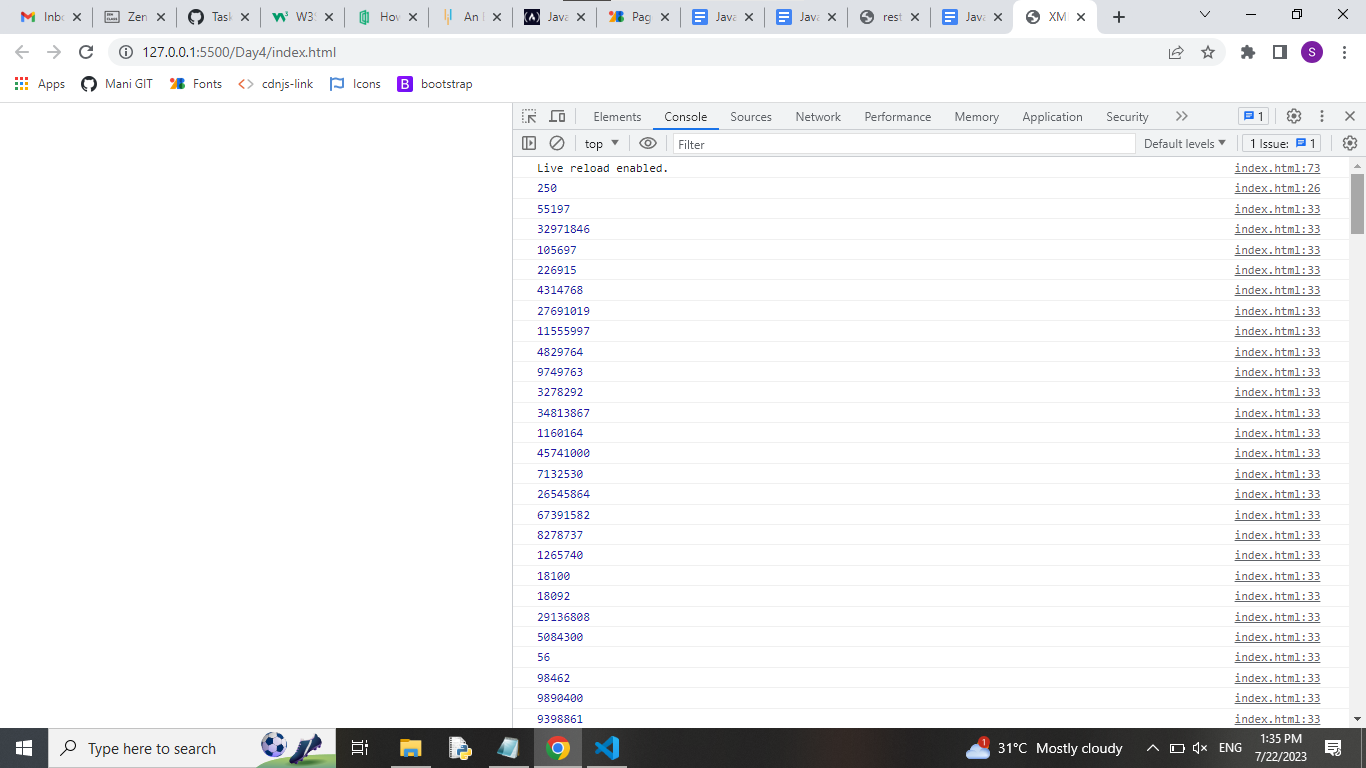 Inbo Zen Task W3S How An I Java Pag Java Java rest Java XM
127.0.0.1:5500/Day4/index.html S
Apps Mani GIT Fonts cdnjs-link Icons B bootstrap
Elements Console Sources Network Performance Memory Application Security 1
top Filter Default levels 1 Issue: 1
Live reload enabled. index.html:73
250 index.html:26
55197 index.html:33
32971846 index.html:33
105697 index.html:33
226915 index.html:33
4314768 index.html:33
27691019 index.html:33
11555997 index.html:33
4829764 index.html:33
9749763 index.html:33
3278292 index.html:33
34813867 index.html:33
1160164 index.html:33
45741000 index.html:33
7132530 index.html:33
26545864 index.html:33
67391582 index.html:33
8278737 index.html:33
1265740 index.html:33
18100 index.html:33
18092 index.html:33
29136808 index.html:33
5084300 index.html:33
56 index.html:33
98462 index.html:33
9890400 index.html:33
9398861 index.html:33
Type here to search 1 31°C Mostly cloudy ENG 1:35 PM
7/22/2023